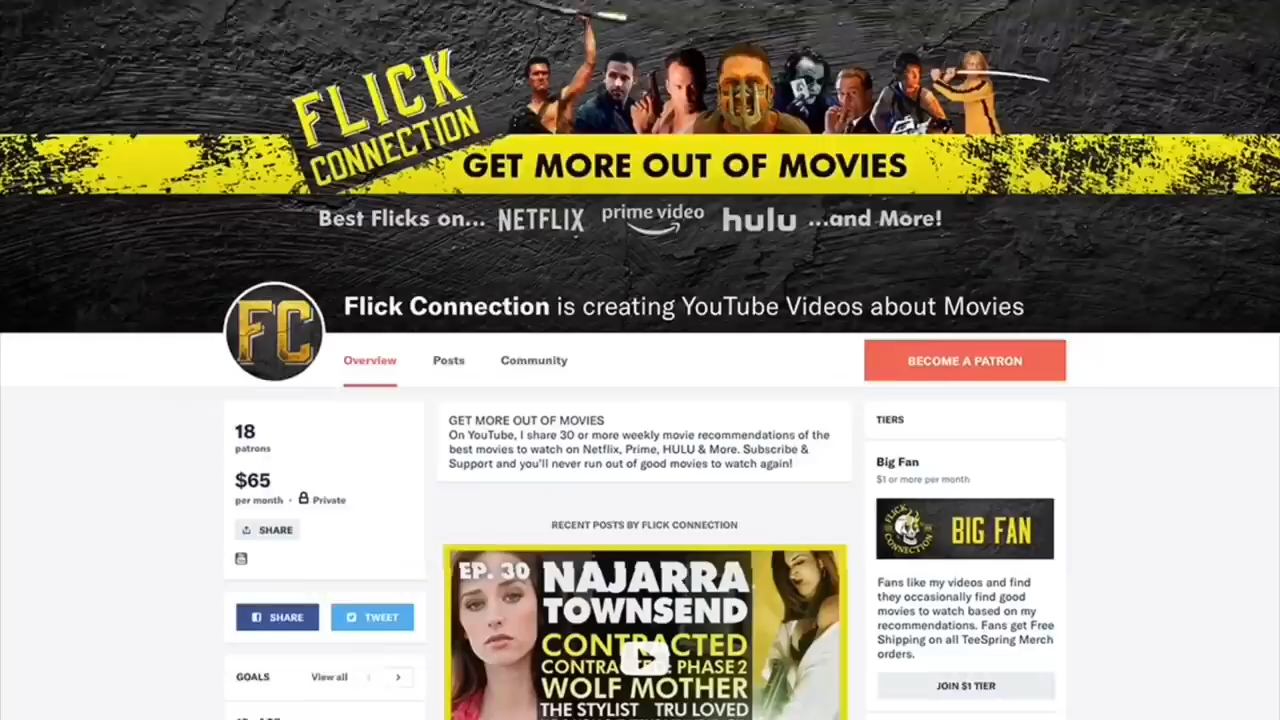 FLICK
CONNECTION
GET MORE OUT OF MOVIES
Best Flicks on... NETFLIX prime video hulu ...and More!
FC
Flick Connection is creating YouTube Videos about Movies
Overview
Posts
Community
BECOME A PATRON
18
patrons
$65
per month · Private
SHARE
SHARE
TWEET
GOALS
View all
GET MORE OUT OF MOVIES
On YouTube, I share 30 or more weekly movie recommendations of the
best movies to watch on Netflix, Prime, HULU & More. Subscribe &
Support and you'll never run out of good movies to watch again!
RECENT POSTS BY FLICK CONNECTION
EP. 30
NAJARRA
TOWNSEND
CONTRACTED
PHASE 2
WOLF MOTHER
THE STYLIST TRU LOVED
TIERS
Big Fan
$1 or more per month
FLICK
CONNECTION
BIG FAN
Fans like my videos and find
they occasionally find good
movies to watch based on my
recommendations. Fans get Free
Shipping on all TeeSpring Merch
orders.
JOIN $1 TIER